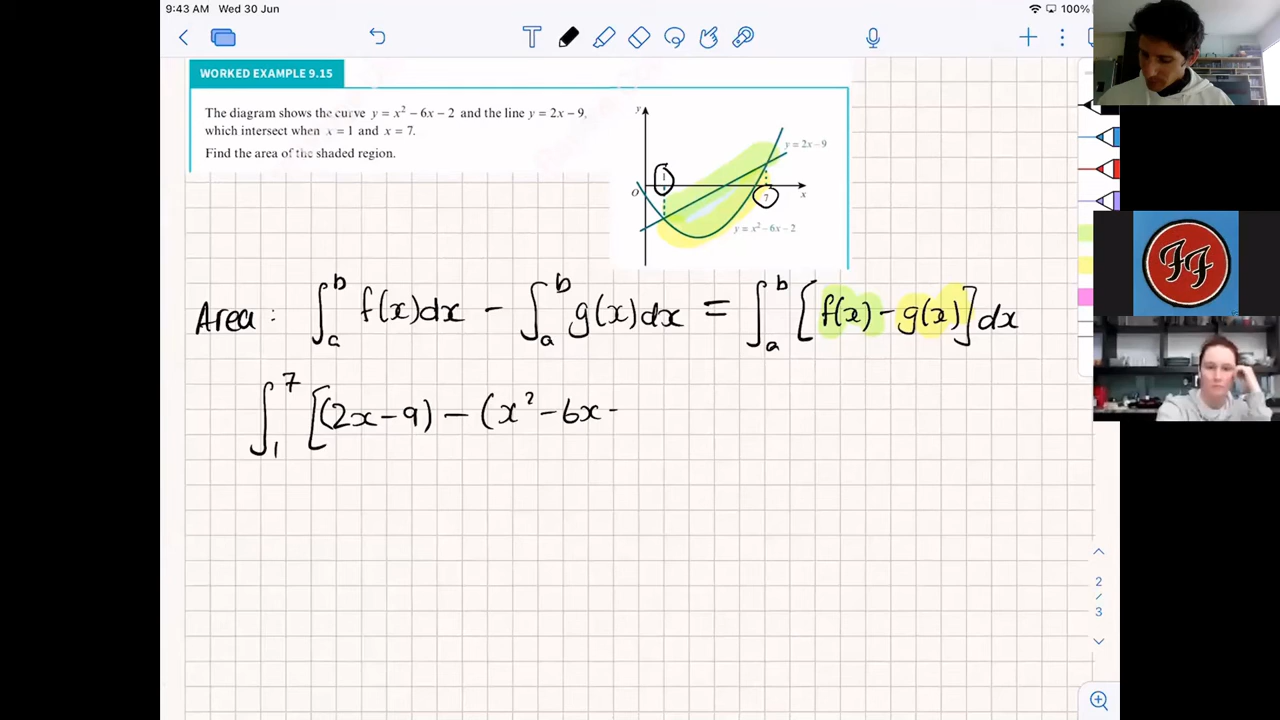 9:43 AM Wed 30 Jun
100%
T
WORKED EXAMPLE 9.15
The diagram shows the curve y = x² − 6x − 2 and the line y = 2x − 9,
which intersect when x = 1 and x = 7.
Find the area of the shaded region.
y
y = 2x − 9
1
O
7
x
y = x² − 6x − 2
FF
Area : ∫ₐᵇ f(x)dx − ∫ₐᵇ g(x)dx = ∫ₐᵇ [f(x) − g(x)] dx
∫₁⁷ [(2x − 9) − (x² − 6x -
2
/
3